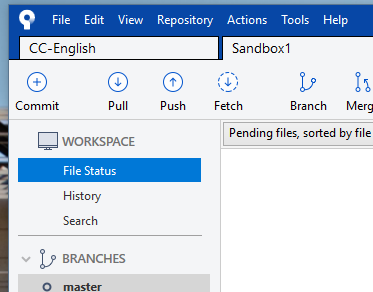 File Edit View Repository Actions Tools Help
CC-English Sandbox1
Commit Pull Push Fetch Branch Merg
WORKSPACE
Pending files, sorted by file
File Status
History
Search
BRANCHES
master